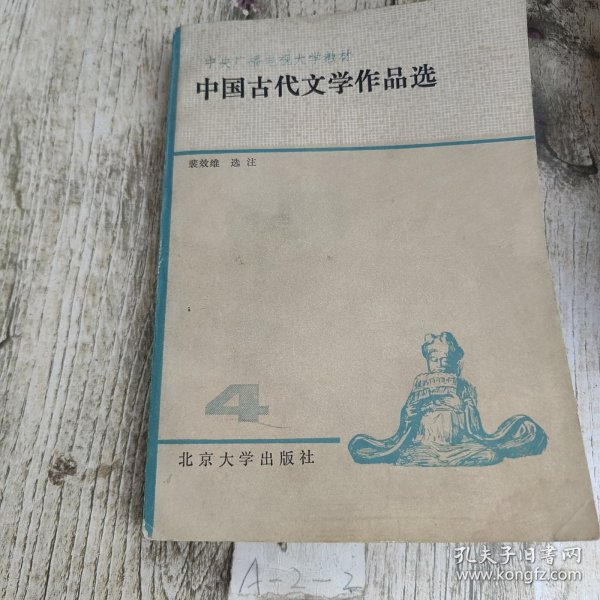 中央广播电视大学教材
中国古代文学作品选
裴效维 选注
4
北京大学出版社
A-2-2
孔夫子旧书网
www.kongfz.com